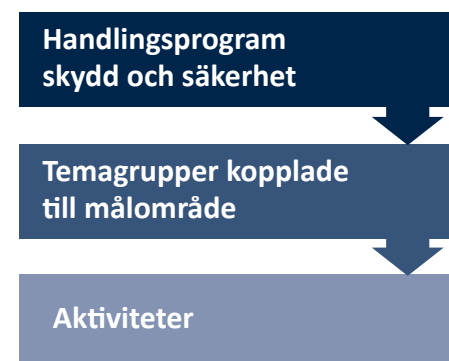 Handlingsprogram
skydd och säkerhet
Temagrupper kopplade
till målområde
Aktiviteter